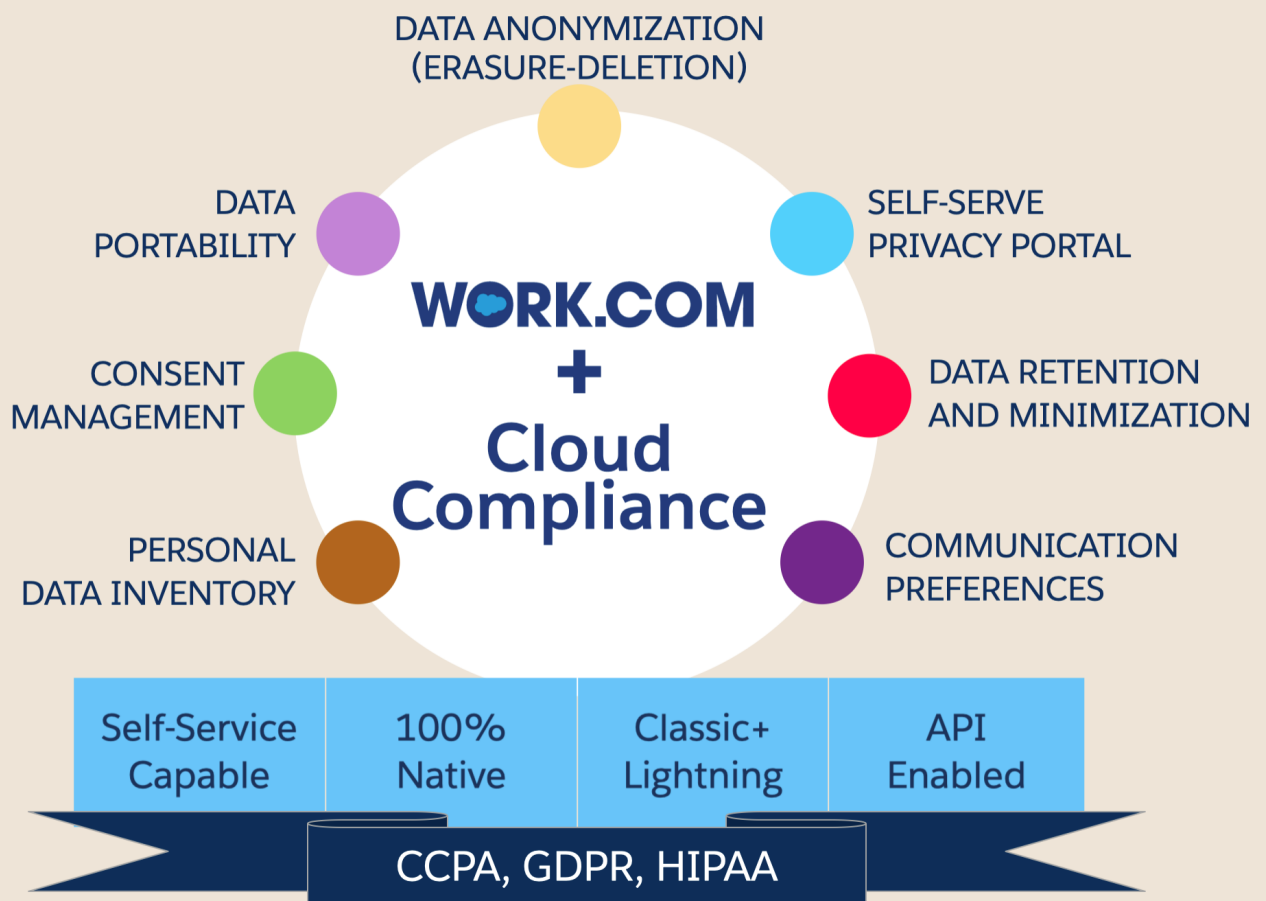 DATA ANONYMIZATION
(ERASURE-DELETION)
DATA
PORTABILITY
SELF-SERVE
PRIVACY PORTAL
WORK.COM
+
Cloud
Compliance
CONSENT
MANAGEMENT
DATA RETENTION
AND MINIMIZATION
PERSONAL
DATA INVENTORY
COMMUNICATION
PREFERENCES
Self-Service
Capable
100%
Native
Classic+
Lightning
API
Enabled
CCPA, GDPR, HIPAA